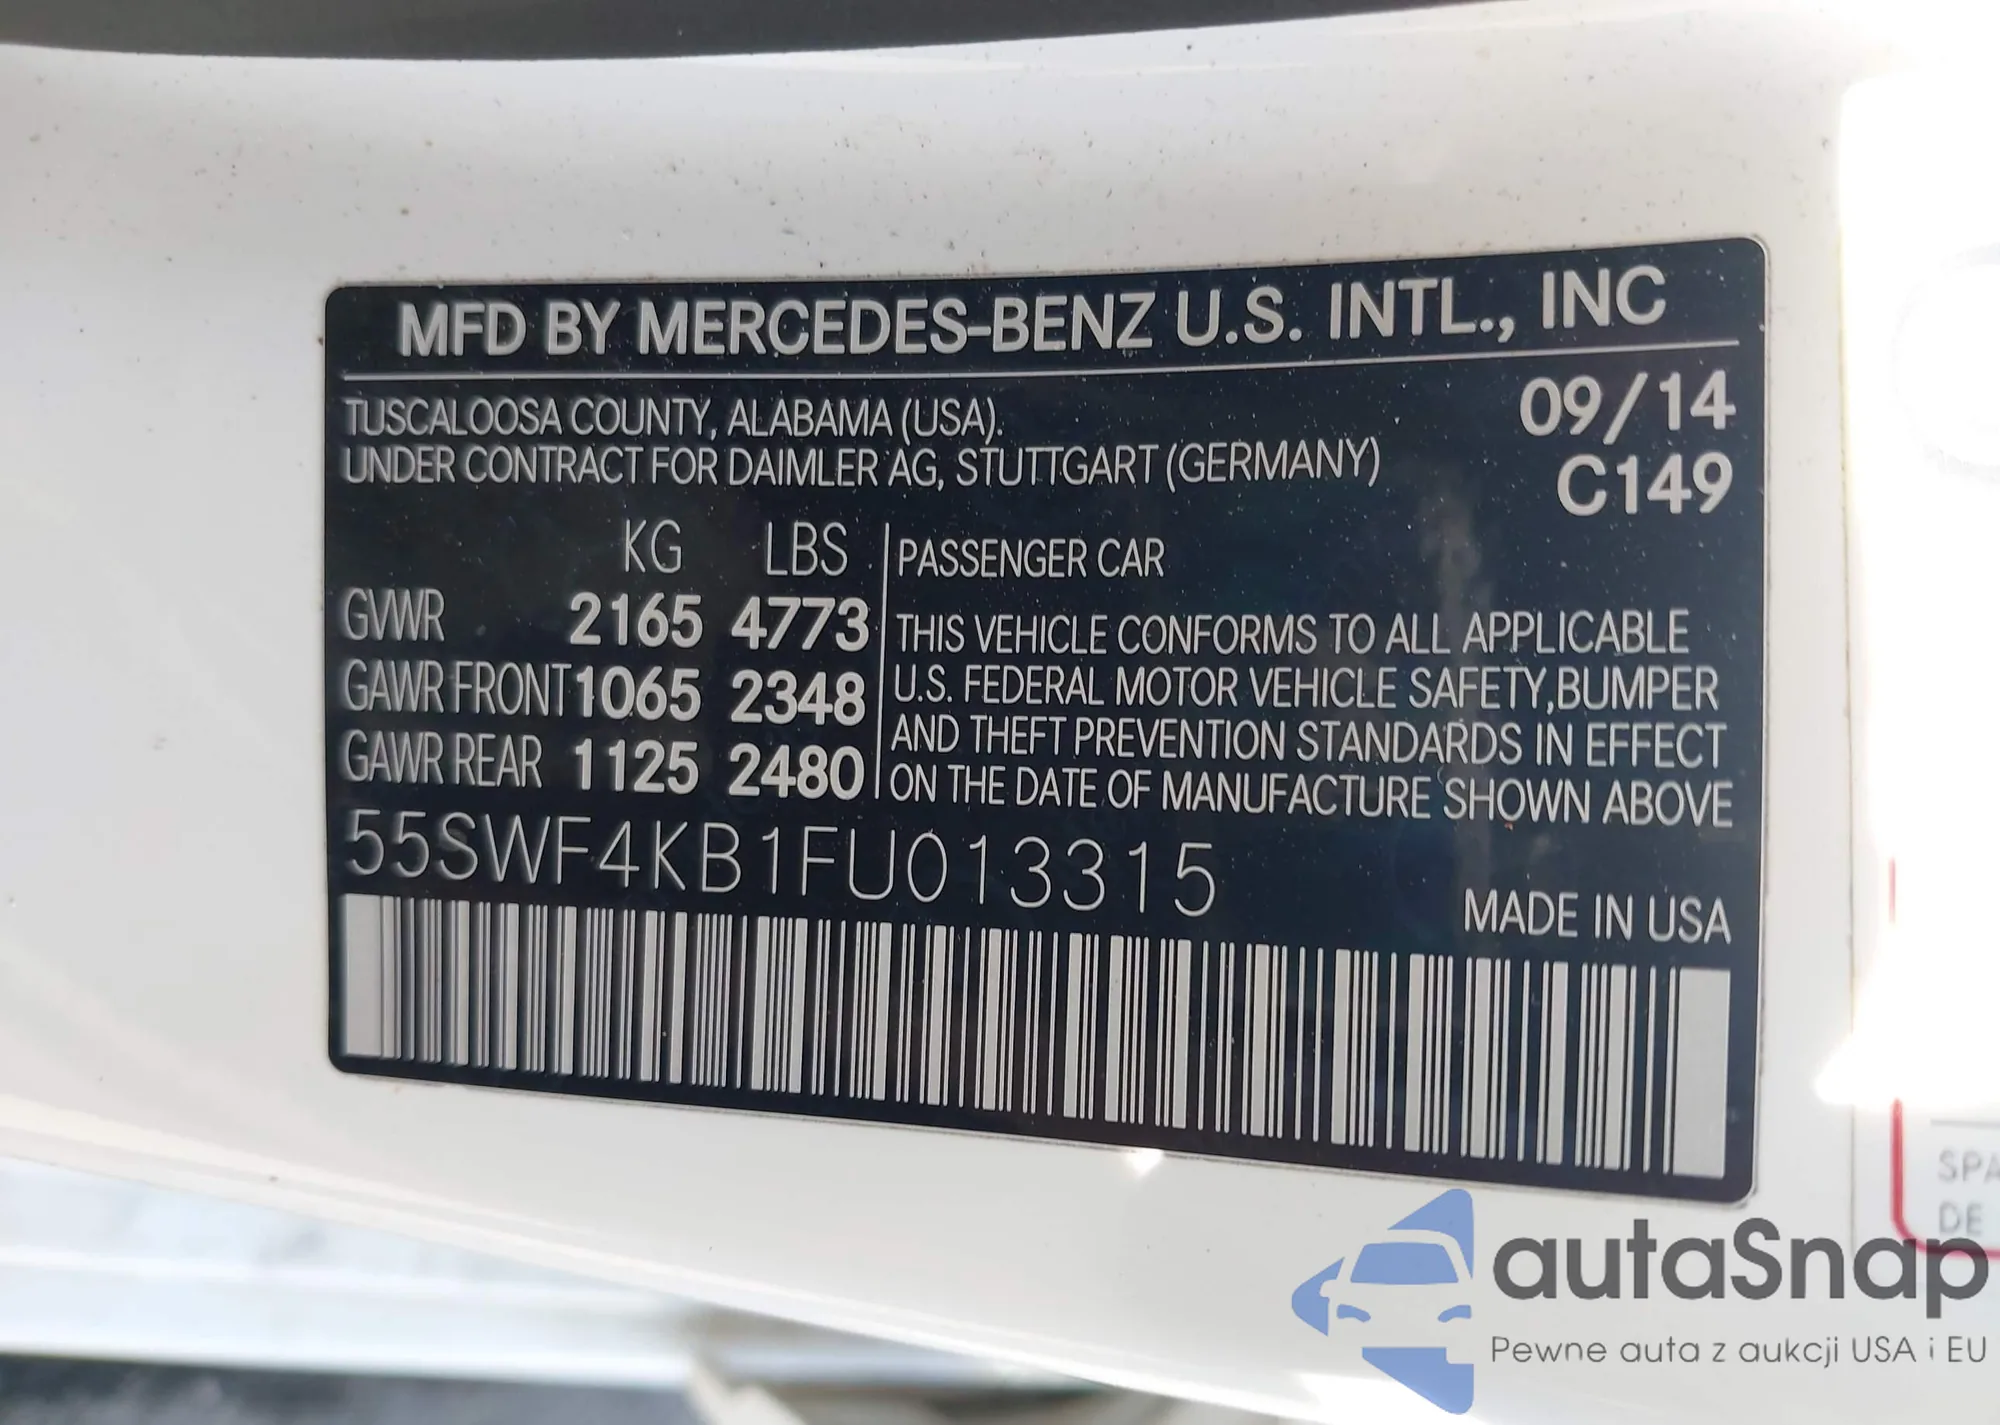 MFD BY MERCEDES-BENZ U.S. INTL., INC
TUSCALOOSA COUNTY, ALABAMA (USA).
UNDER CONTRACT FOR DAIMLER AG, STUTTGART (GERMANY)
09/14
C149
KG LBS
GVWR 2165 4773
GAWR FRONT 1065 2348
GAWR REAR 1125 2480
PASSENGER CAR
THIS VEHICLE CONFORMS TO ALL APPLICABLE
U.S. FEDERAL MOTOR VEHICLE SAFETY, BUMPER
AND THEFT PREVENTION STANDARDS IN EFFECT
ON THE DATE OF MANUFACTURE SHOWN ABOVE
55SWF4KB1FU013315
MADE IN USA
DE
autaSnap
Pewne auta z aukcji USA i EU